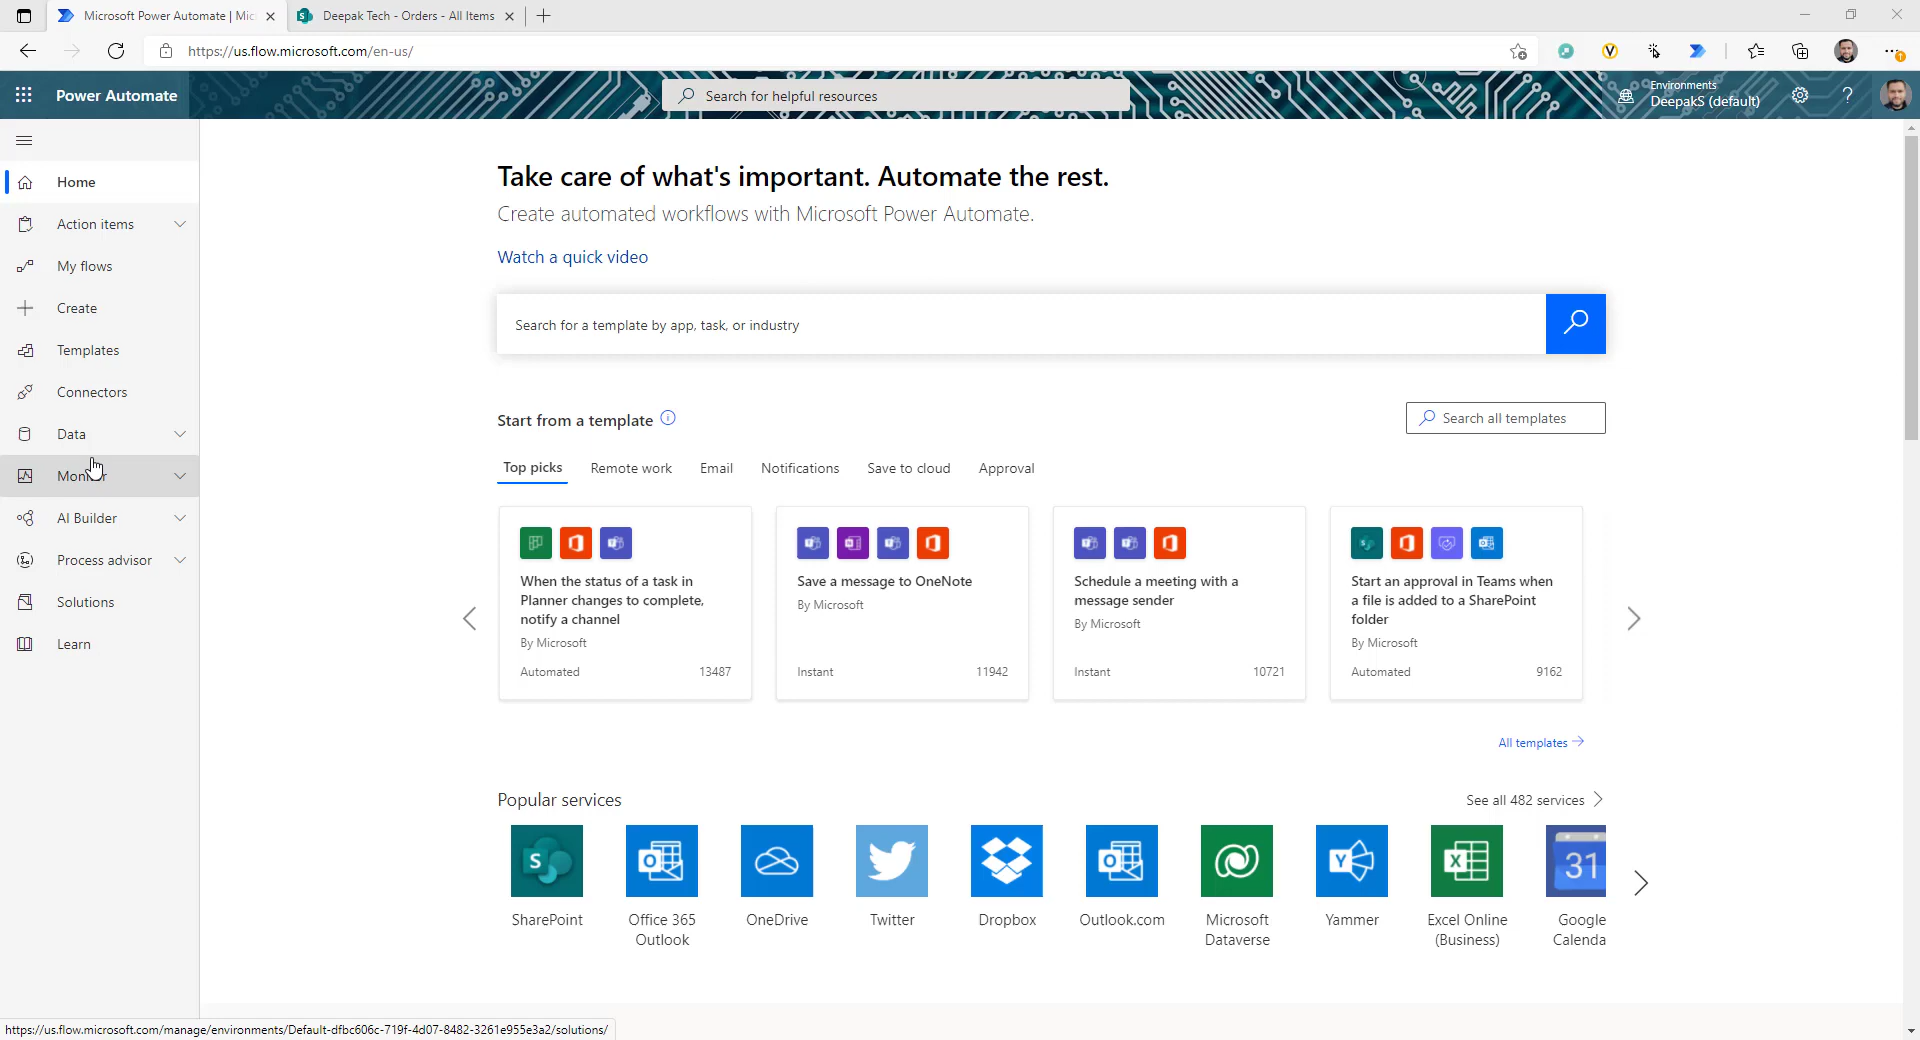 Microsoft Power Automate | Mic
Deepak Tech - Orders - All Items
https://us.flow.microsoft.com/en-us/
Power Automate
Search for helpful resources
Environments
DeepakS (default)
Home
Action items
My flows
Create
Templates
Connectors
Data
AI Builder
Process advisor
Solutions
Learn
Take care of what's important. Automate the rest.
Create automated workflows with Microsoft Power Automate.
Watch a quick video
Search for a template by app, task, or industry
Start from a template
Search all templates
Top picks
Remote work
Email
Notifications
Save to cloud
Approval
When the status of a task in
Planner changes to complete,
notify a channel
By Microsoft
Automated 13487
Save a message to OneNote
By Microsoft
Instant 11942
Schedule a meeting with a
message sender
By Microsoft
Instant 10721
Start an approval in Teams when
a file is added to a SharePoint
folder
By Microsoft
Automated 9162
All templates
Popular services
See all 482 services
SharePoint
Office 365
Outlook
OneDrive
Twitter
Dropbox
Outlook.com
Microsoft
Dataverse
Yammer
Excel Online
(Business)
31
Google
Calenda
https://us.flow.microsoft.com/manage/environments/Default-dfbc606c-719f-4d07-8482-3261e955e3a2/solutions/